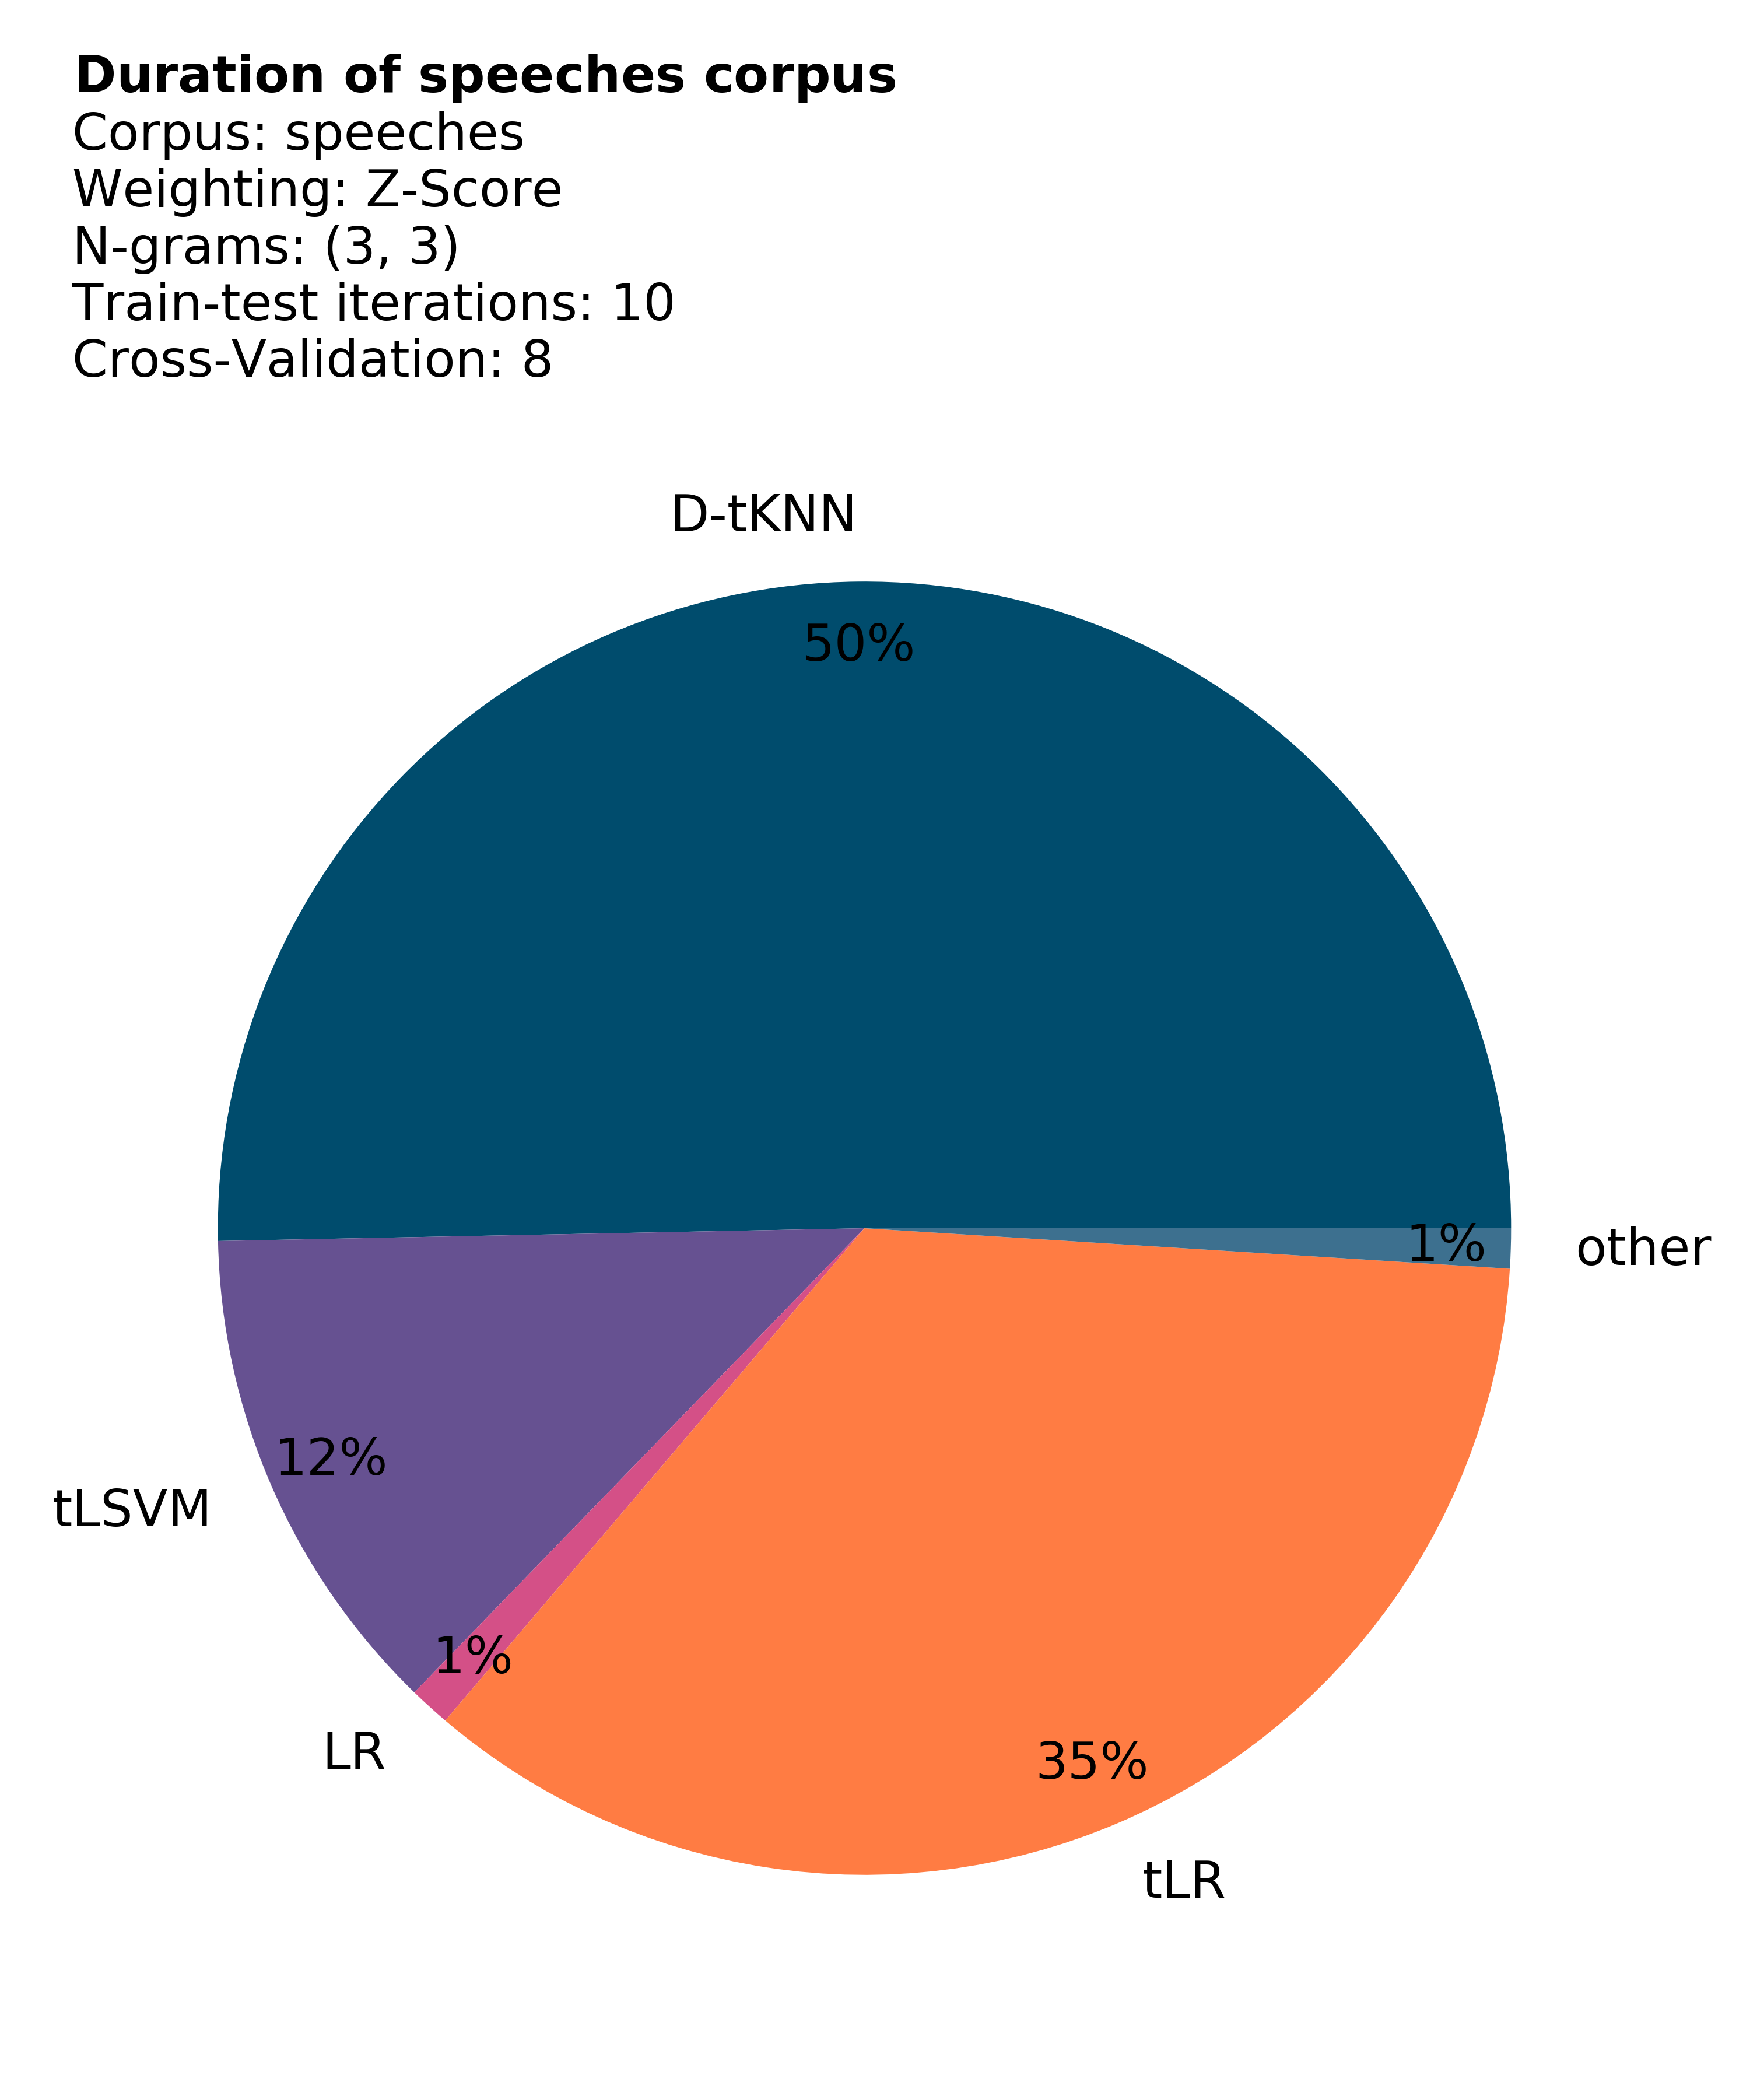 Duration of speeches corpus
Corpus: speeches
Weighting: Z-Score
N-grams: (3, 3)
Train-test iterations: 10
Cross-Validation: 8
D-tKNN
50%
1%
other
12%
tLSVM
1%
LR
35%
tLR